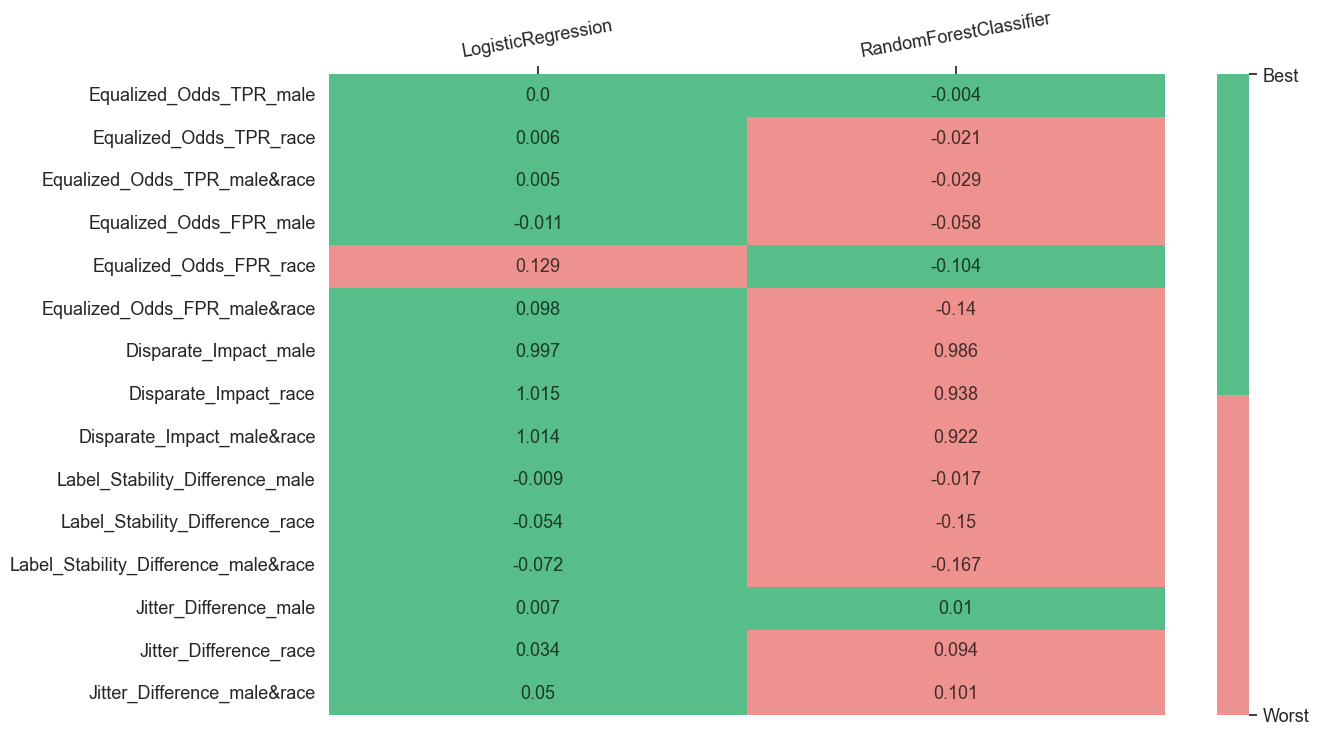 LogisticRegression RandomForestClassifier
Best
Equalized_Odds_TPR_male 0.0 -0.004
Equalized_Odds_TPR_race 0.006 -0.021
Equalized_Odds_TPR_male&race 0.005 -0.029
Equalized_Odds_FPR_male -0.011 -0.058
Equalized_Odds_FPR_race 0.129 -0.104
Equalized_Odds_FPR_male&race 0.098 -0.14
Disparate_Impact_male 0.997 0.986
Disparate_Impact_race 1.015 0.938
Disparate_Impact_male&race 1.014 0.922
Label_Stability_Difference_male -0.009 -0.017
Label_Stability_Difference_race -0.054 -0.15
Label_Stability_Difference_male&race -0.072 -0.167
Jitter_Difference_male 0.007 0.01
Jitter_Difference_race 0.034 0.094
Jitter_Difference_male&race 0.05 0.101
Worst